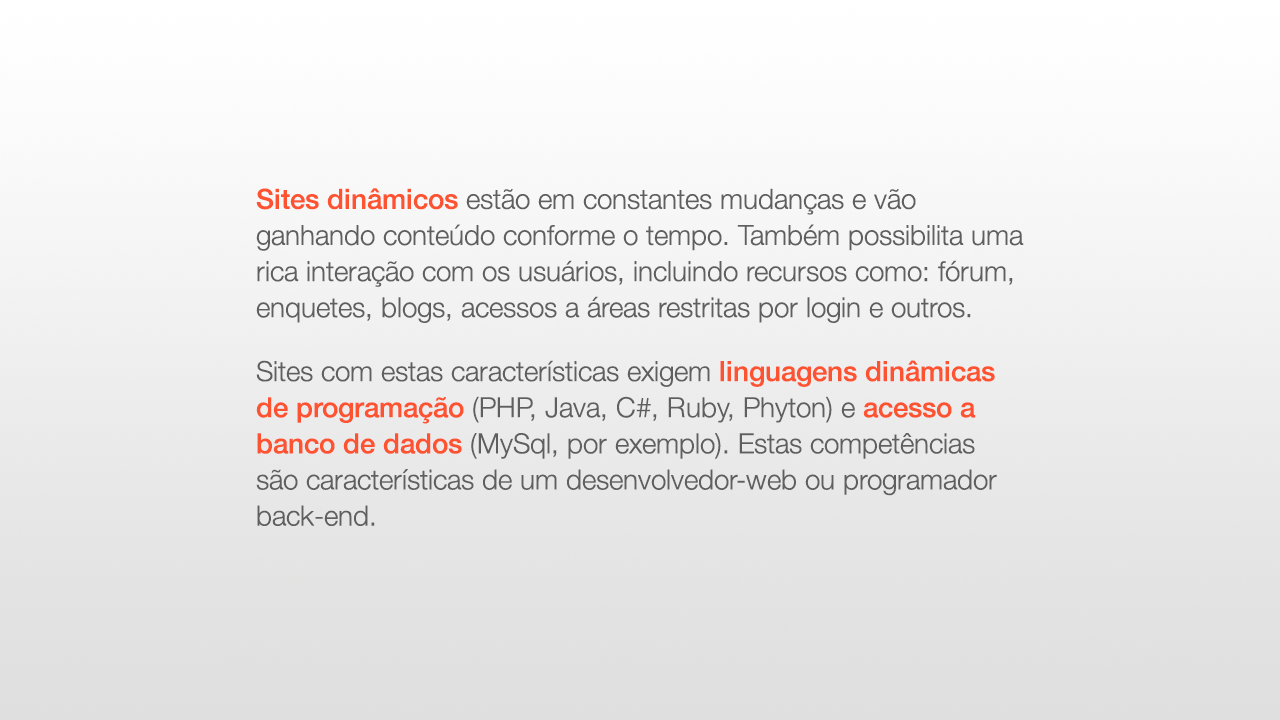 Sites dinâmicos estão em constantes mudanças e vão
ganhando conteúdo conforme o tempo. Também possibilita uma
rica interação com os usuários, incluindo recursos como: fórum,
enquetes, blogs, acessos a áreas restritas por login e outros.
Sites com estas características exigem linguagens dinâmicas
de programação (PHP, Java, C#, Ruby, Phyton) e acesso a
banco de dados (MySql, por exemplo). Estas competências
são características de um desenvolvedor-web ou programador
back-end.